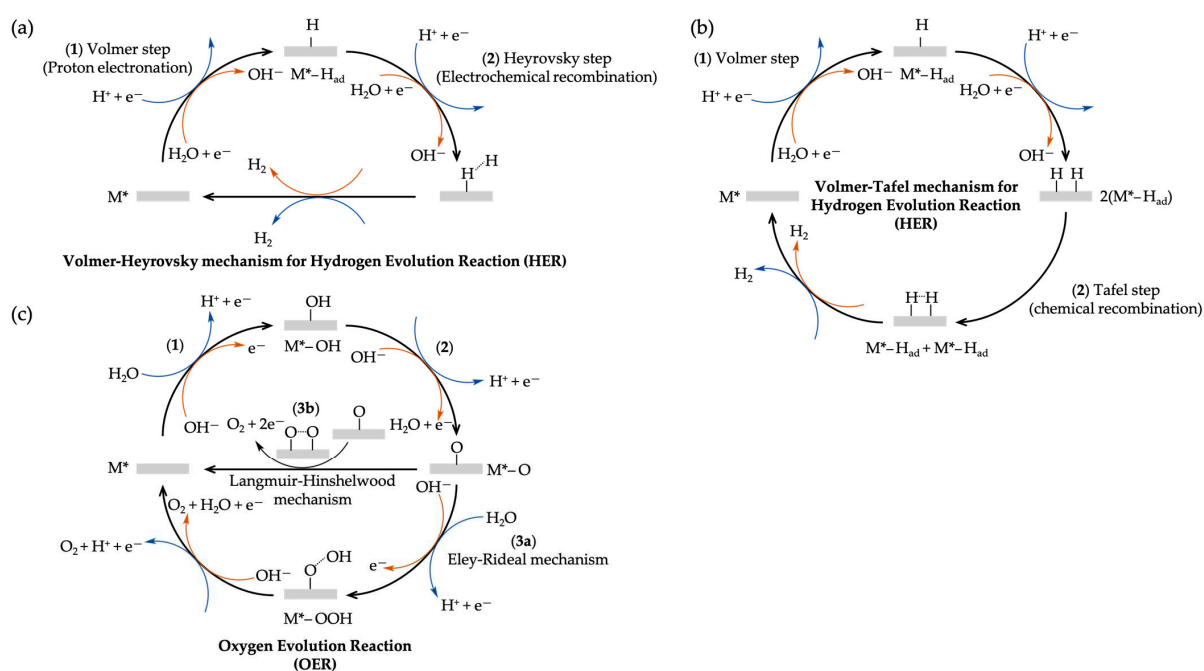 (a)
H
(1) Volmer step
(Proton electronation)
H⁺ + e⁻
OH⁻
M*–H_ad
H⁺ + e⁻
(2) Heyrovsky step
(Electrochemical recombination)
H₂O + e⁻
H₂O + e⁻
OH⁻
H₂
H H
M*
H₂
Volmer-Heyrovsky mechanism for Hydrogen Evolution Reaction (HER)
(b)
H
(1) Volmer step
H⁺ + e⁻
OH⁻
M*–H_ad
H⁺ + e⁻
H₂O + e⁻
H₂O + e⁻
OH⁻
H H
M*
Volmer-Tafel mechanism for
Hydrogen Evolution Reaction
(HER)
2(M*–H_ad)
H₂
H₂
H H
(2) Tafel step
(chemical recombination)
M*–H_ad + M*–H_ad
(c)
H⁺ + e⁻
OH
(1)
e⁻
M*–OH
OH⁻
(2)
H₂O
H⁺ + e⁻
OH⁻
O₂ + 2e⁻
(3b)
O O
O
H₂O + e⁻
M*
O
M*–O
Langmuir-Hinshelwood
mechanism
OH⁻
O₂ + H₂O + e⁻
H₂O
O₂ + H⁺ + e⁻
(3a)
Eley-Rideal mechanism
OH⁻
O OH
e⁻
H⁺ + e⁻
M*–OOH
Oxygen Evolution Reaction
(OER)